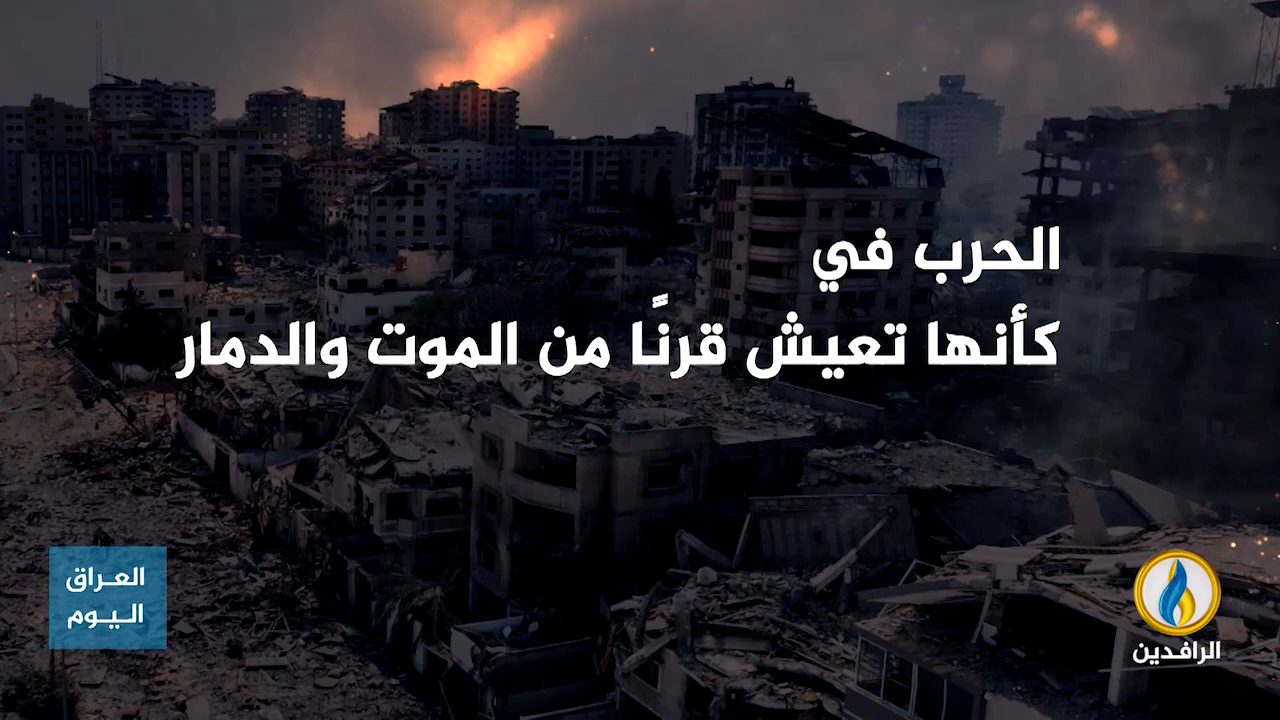 الحرب في
كأنها تعيش قرنًا من الموت والدمار
العراق
اليوم
الرافدين